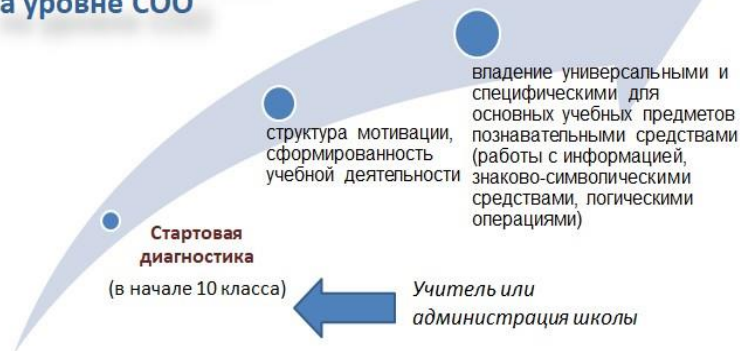 а уровне СОО
владение универсальными и
специфическими для
основных учебных предметов
познавательными средствами
(работы с информацией,
знаково-символическими
средствами, логическими
операциями)
структура мотивации,
сформированность
учебной деятельности
Стартовая
диагностика
(в начале 10 класса)
Учитель или
администрация школы